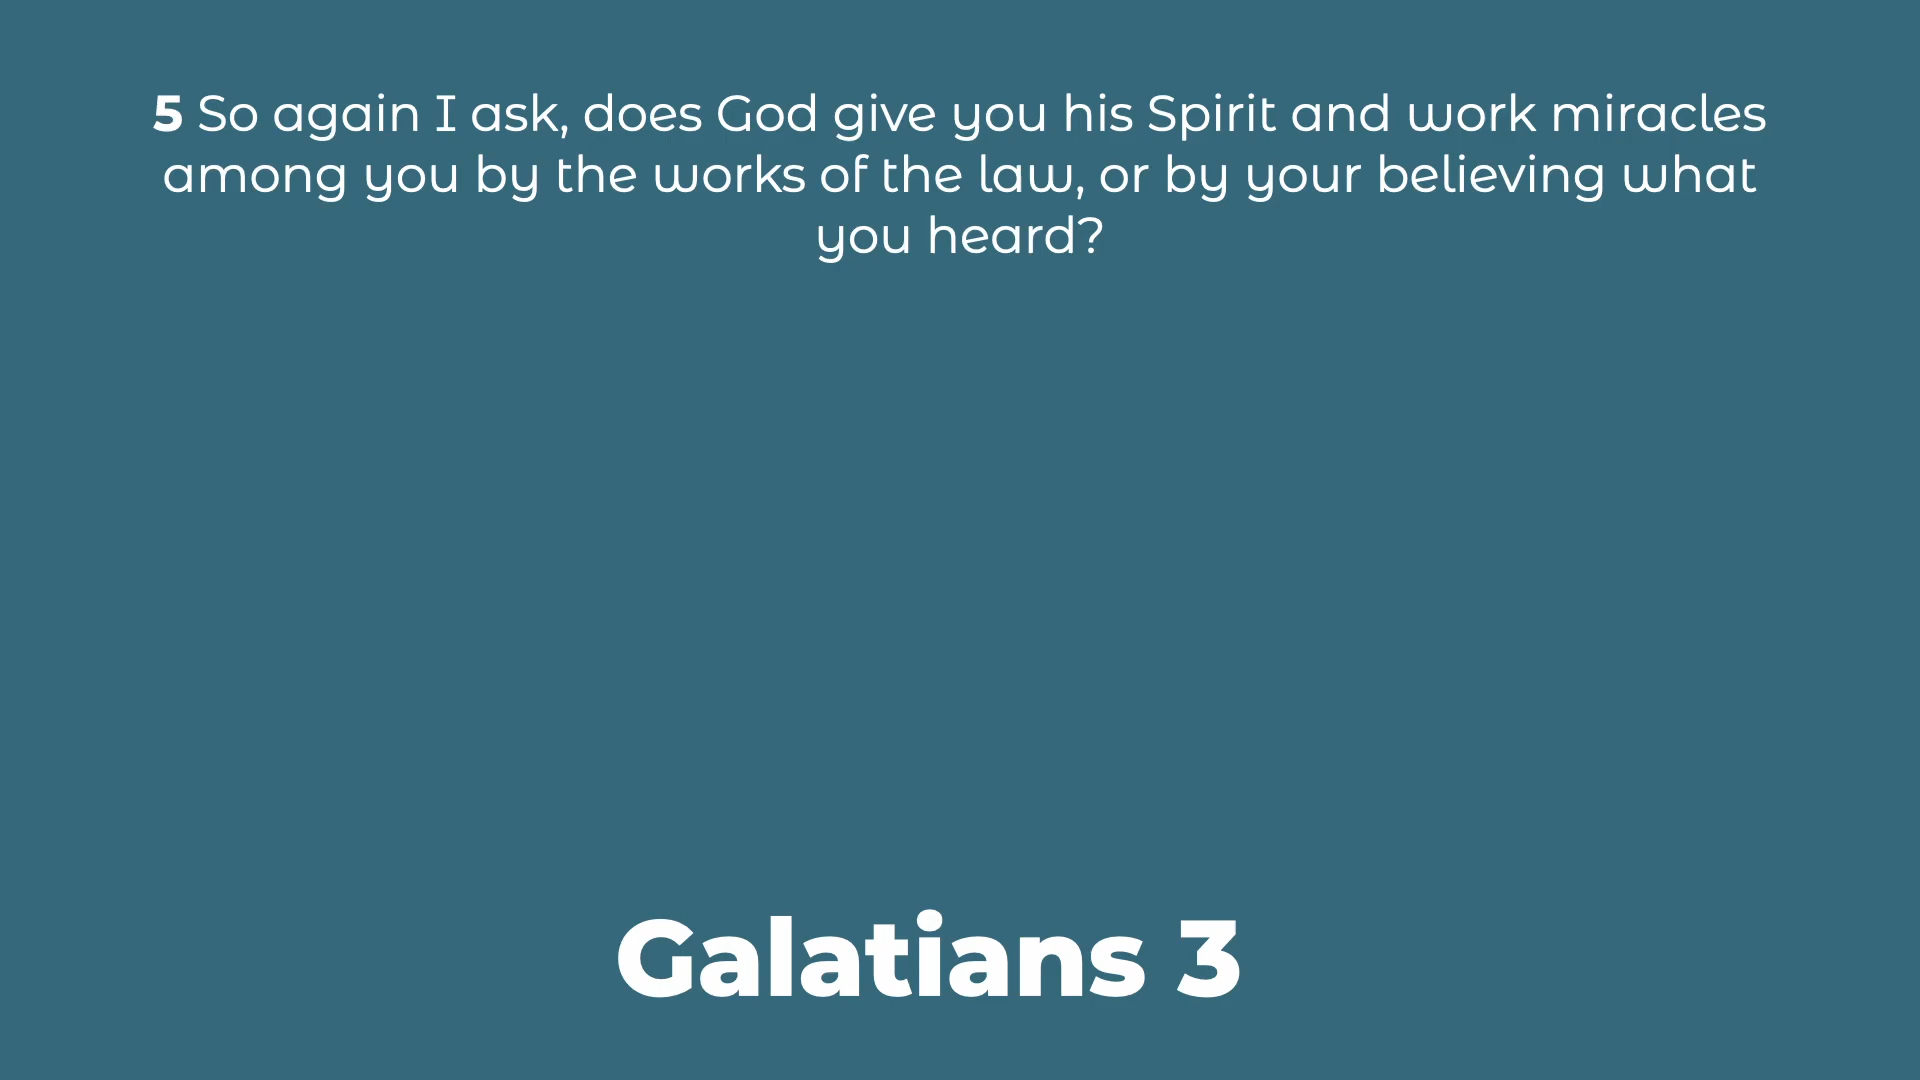 5 So again I ask, does God give you his Spirit and work miracles
among you by the works of the law, or by your believing what
you heard?
Galatians 3